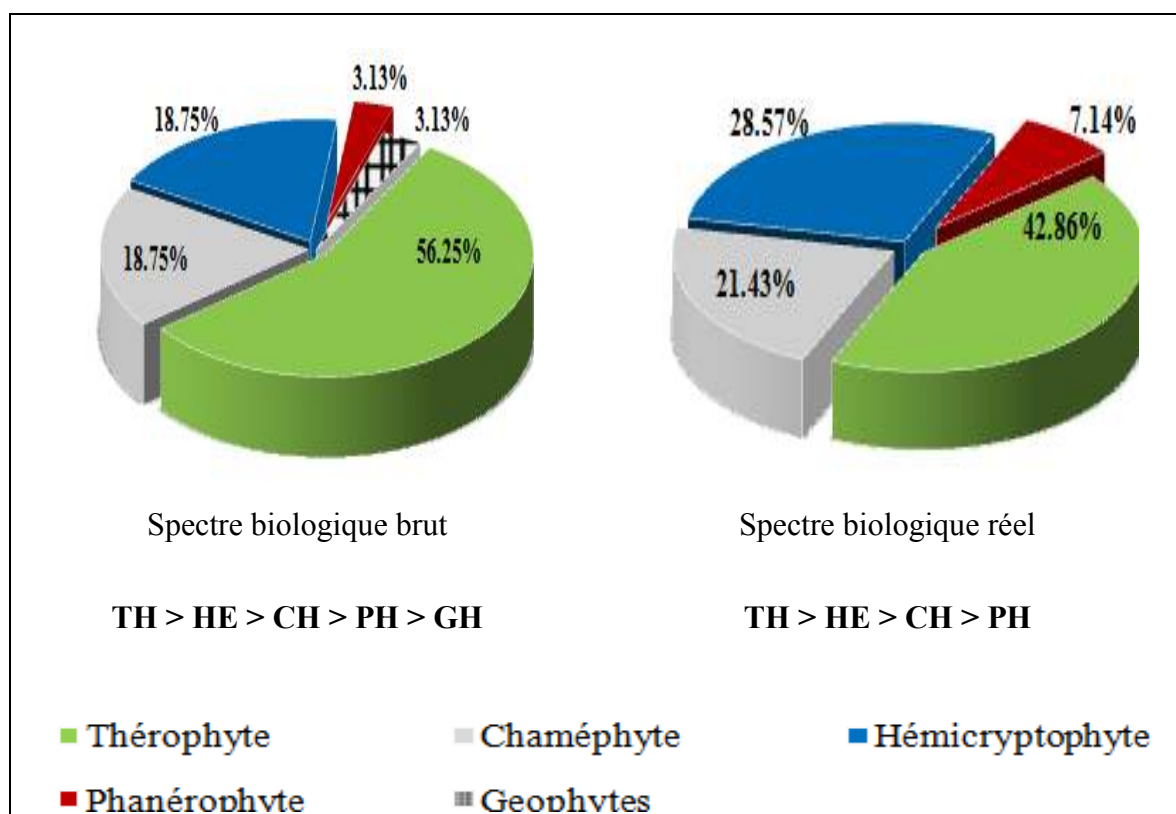 3.13%
18.75%
3.13%
18.75%
56.25%
28.57%
7.14%
42.86%
21.43%
Spectre biologique brut
Spectre biologique réel
TH > HE > CH > PH > GH
TH > HE > CH > PH
Thérophyte
Chaméphyte
Hémicryptophyte
Phanérophyte
Geophytes